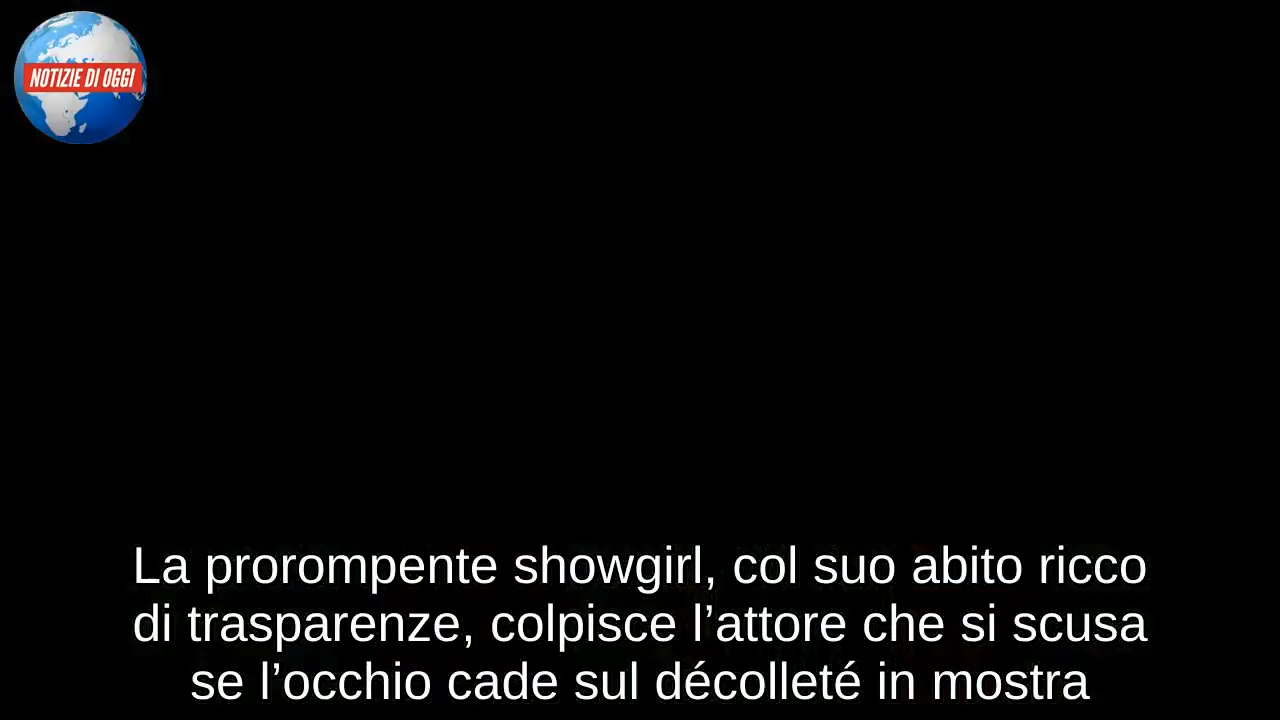 NOTIZIE DI OGGI
La prorompente showgirl, col suo abito ricco
di trasparenze, colpisce l’attore che si scusa
se l’occhio cade sul décolleté in mostra